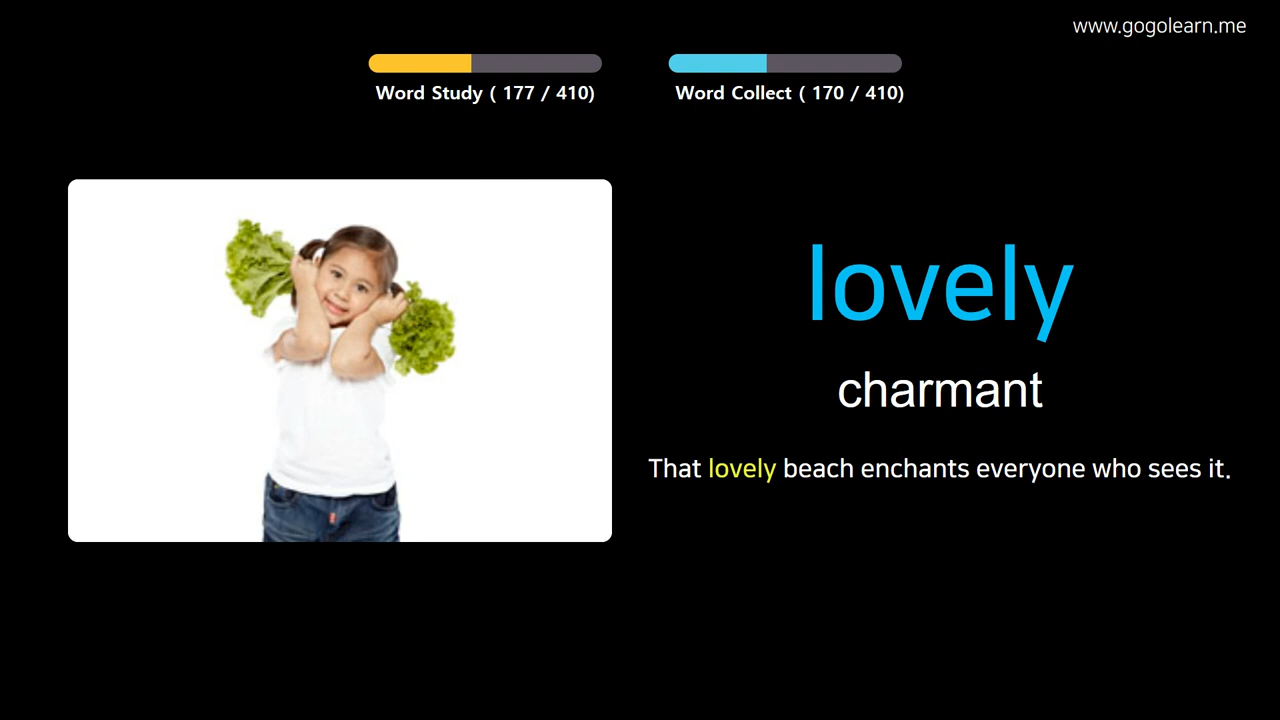 www.gogolearn.me
Word Study ( 177 / 410)
Word Collect ( 170 / 410)
lovely
charmant
That lovely beach enchants everyone who sees it.